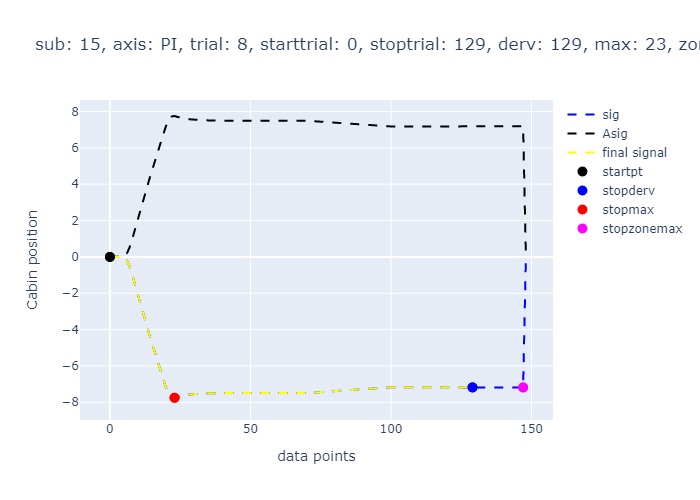 sub: 15, axis: PI, trial: 8, starttrial: 0, stoptrial: 129, derv: 129, max: 23, zo
sig
Asig
final signal
startpt
stopderv
stopmax
stopzonemax
Cabin position
8
6
4
2
0
−2
−4
−6
−8
0
50
100
150
data points